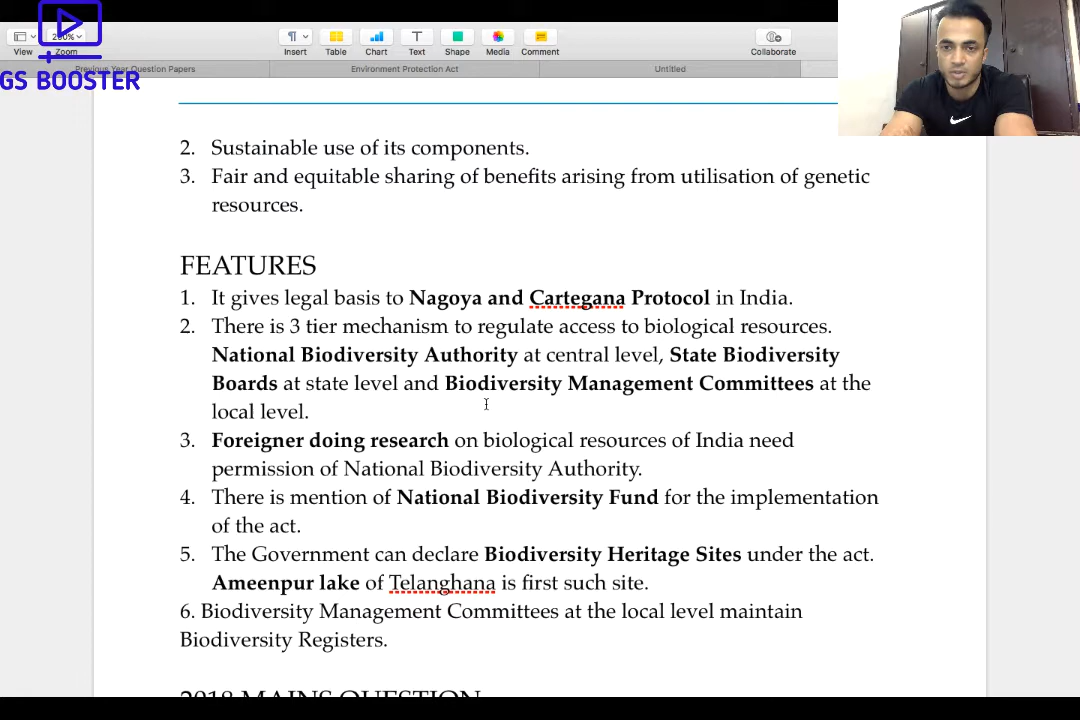 200%
View
Zoom
Insert
Table
Chart
Text
Shape
Media
Comment
Collaborate
GS BOOSTER
Previous Year Question Papers
Environment Protection Act
Untitled
2. Sustainable use of its components.
3. Fair and equitable sharing of benefits arising from utilisation of genetic
resources.
FEATURES
1. It gives legal basis to Nagoya and Cartegana Protocol in India.
2. There is 3 tier mechanism to regulate access to biological resources.
National Biodiversity Authority at central level, State Biodiversity
Boards at state level and Biodiversity Management Committees at the
local level.
3. Foreigner doing research on biological resources of India need
permission of National Biodiversity Authority.
4. There is mention of National Biodiversity Fund for the implementation
of the act.
5. The Government can declare Biodiversity Heritage Sites under the act.
Ameenpur lake of Telanghana is first such site.
6. Biodiversity Management Committees at the local level maintain
Biodiversity Registers.
2018 MAINS QUESTION